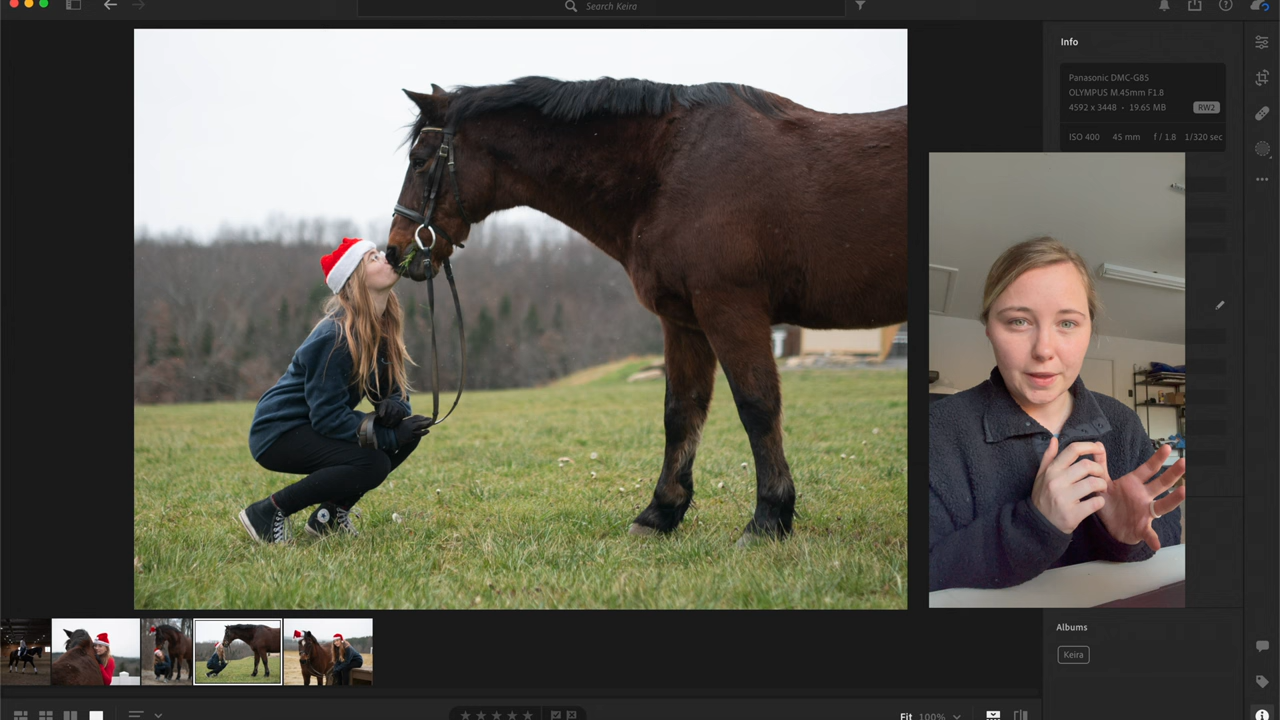 Search Keira
Info
Panasonic DMC-G85
OLYMPUS M.45mm F1.8
4592 x 3448 • 19.65 MB
RW2
ISO 400 45 mm f / 1.8 1/320 sec
Albums
Keira
Fit 100%